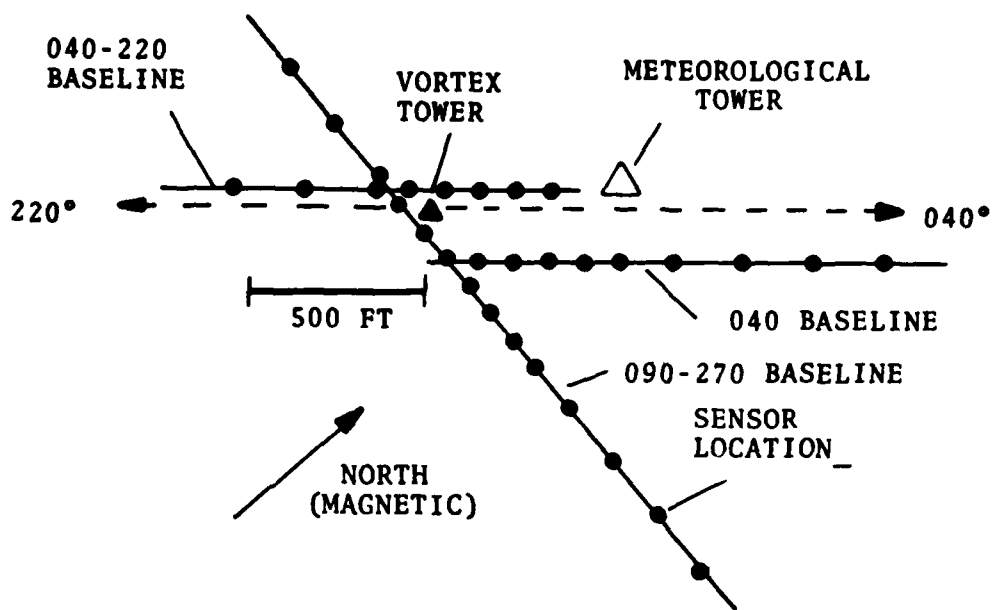 040-220
BASELINE
VORTEX
TOWER
METEOROLOGICAL
TOWER
220°
040°
500 FT
040 BASELINE
090-270 BASELINE
SENSOR
LOCATION_
NORTH
(MAGNETIC)